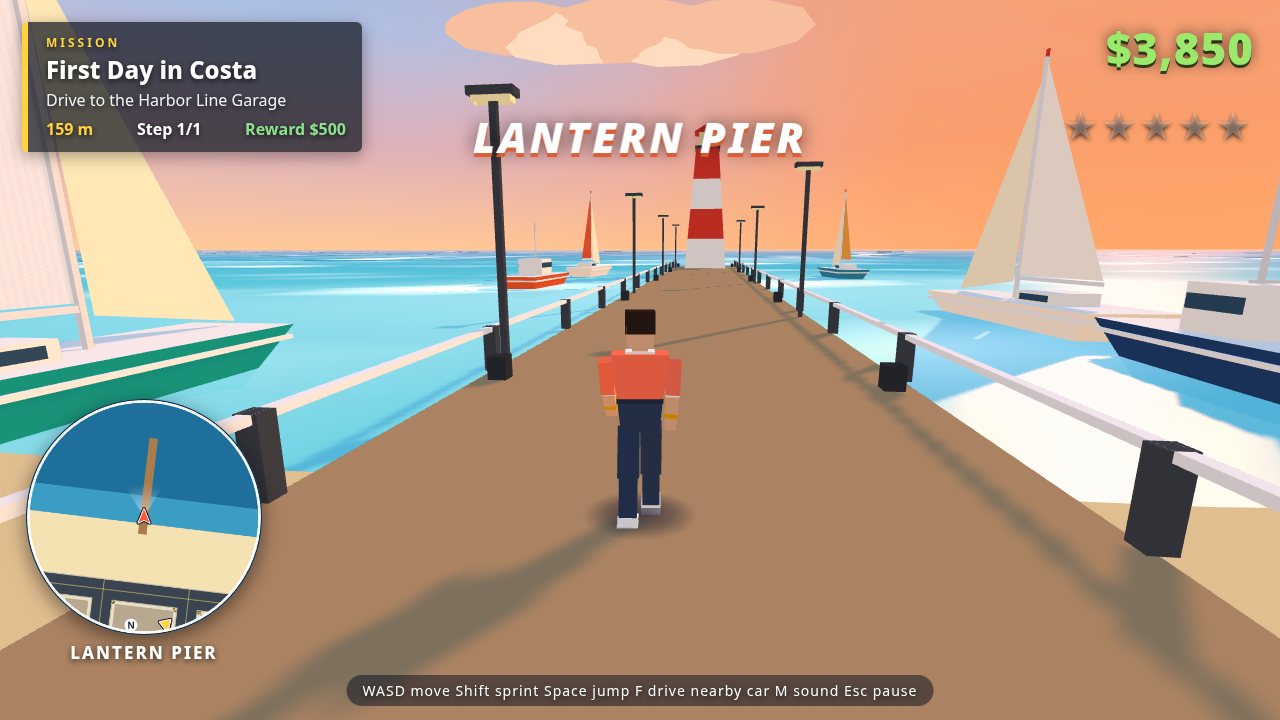 MISSION
First Day in Costa
Drive to the Harbor Line Garage
159 m Step 1/1 Reward $500
$3,850
LANTERN PIER
N
LANTERN PIER
WASD move Shift sprint Space jump F drive nearby car M sound Esc pause